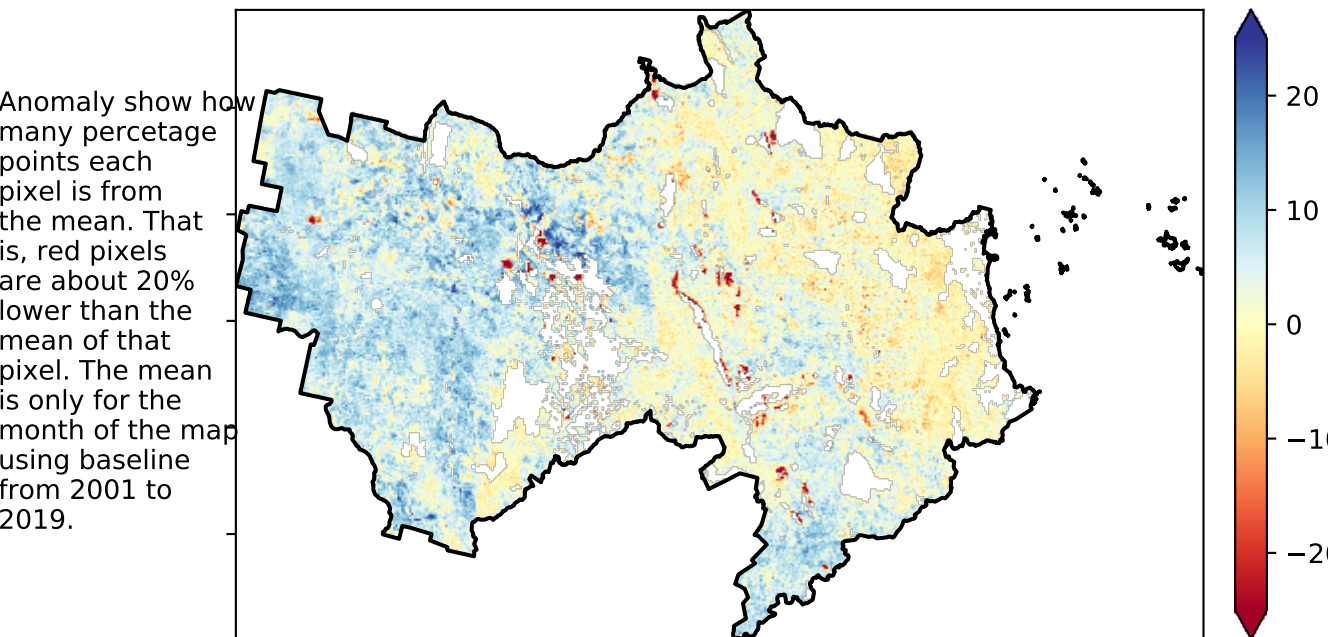 Anomaly show how
many percetage
points each
pixel is from
the mean. That
is, red pixels
are about 20%
lower than the
mean of that
pixel. The mean
is only for the
month of the map
using baseline
from 2001 to
2019.
20
10
0
−10
−20